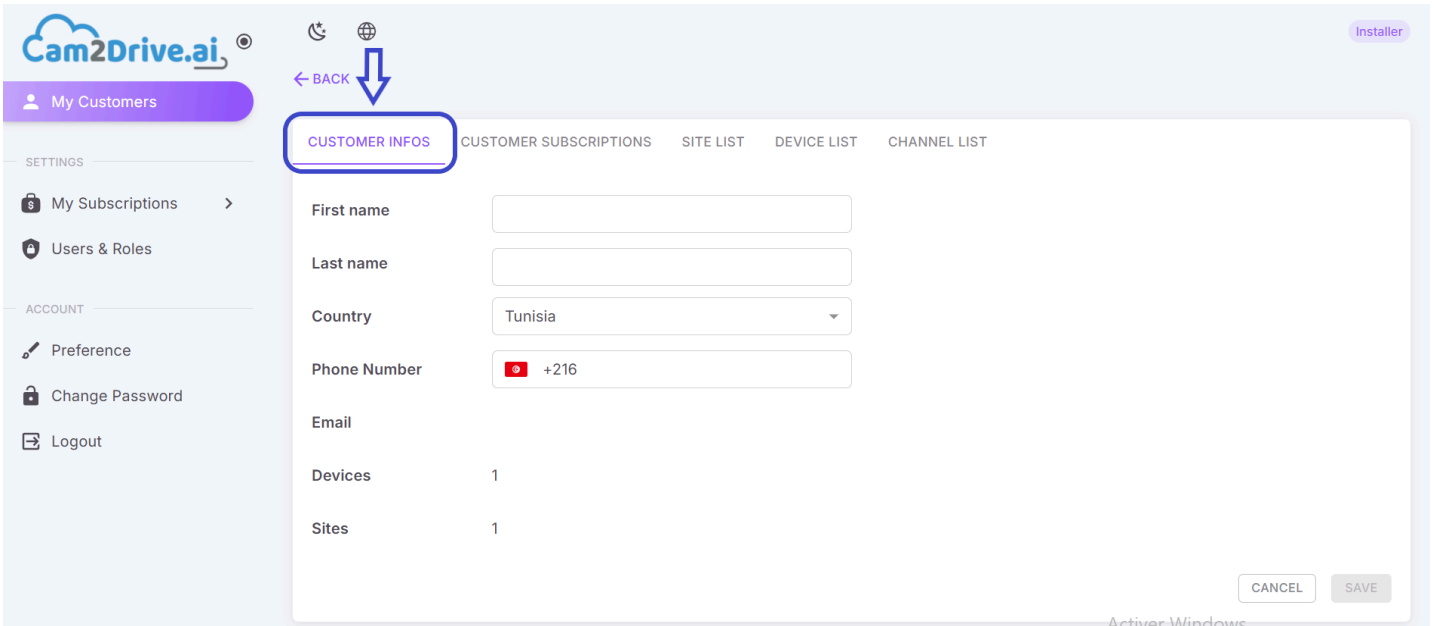 Cam2Drive.ai
Installer
BACK
My Customers
CUSTOMER INFOS
CUSTOMER SUBSCRIPTIONS
SITE LIST
DEVICE LIST
CHANNEL LIST
SETTINGS
My Subscriptions
Users & Roles
ACCOUNT
Preference
Change Password
Logout
First name
Last name
Country
Tunisia
Phone Number
+216
Email
Devices
1
Sites
1
CANCEL
SAVE
Activer Windows